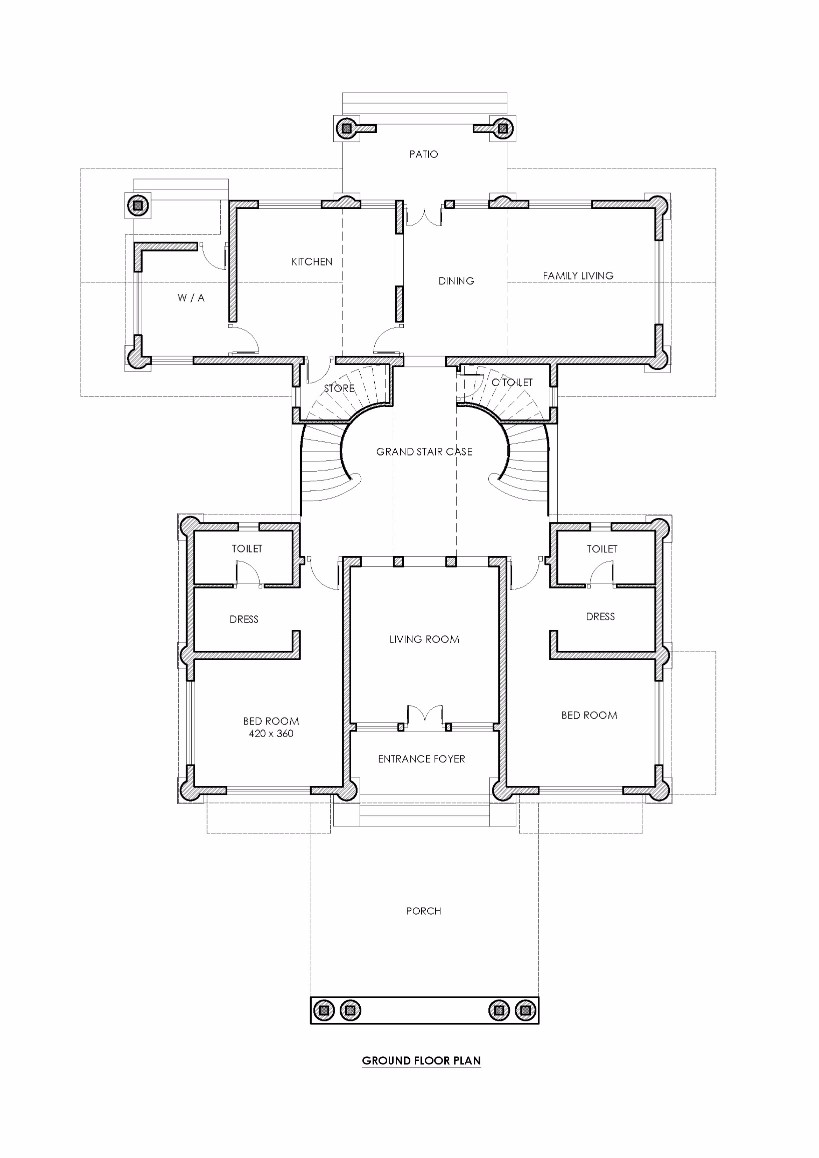 PATIO
KITCHEN
DINING
FAMILY LIVING
W / A
STORE
C TOILET
GRAND STAIR CASE
TOILET
TOILET
DRESS
DRESS
LIVING ROOM
BED ROOM
420 x 360
BED ROOM
ENTRANCE FOYER
PORCH
GROUND FLOOR PLAN